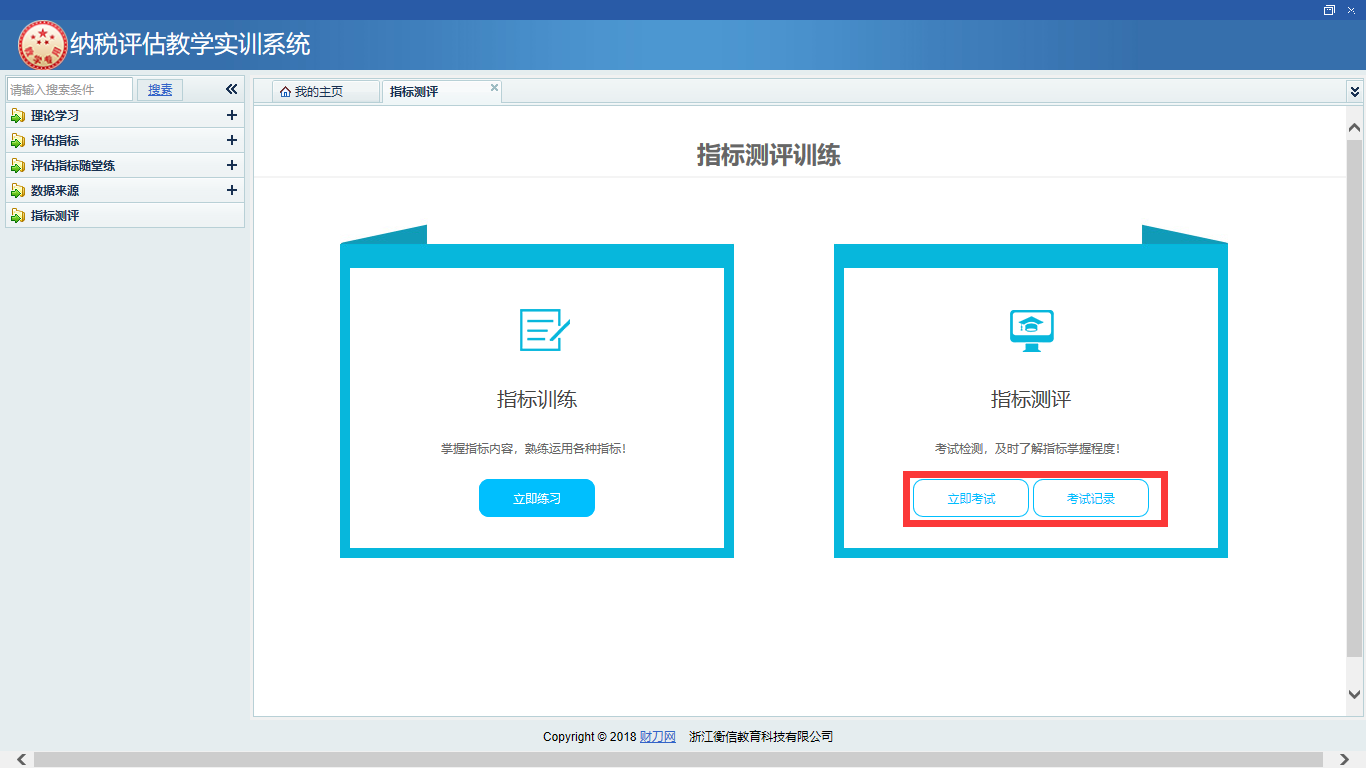 纳税评估教学实训系统
请输入搜索条件 搜素
我的主页 指标测评
理论学习
评估指标
评估指标随堂练
数据来源
指标测评
指标测评训练
指标训练
掌握指标内容，熟练运用各种指标！
立即练习
指标测评
考试检测，及时了解指标掌握程度！
立即考试 考试记录
Copyright © 2018 财刀网 浙江衡信教育科技有限公司